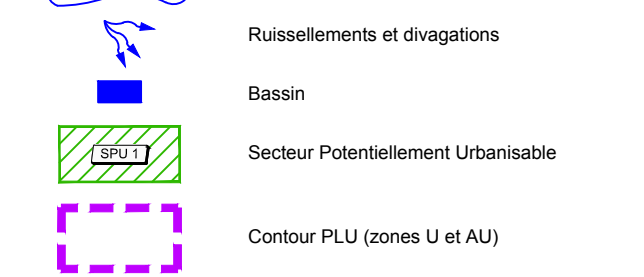 Ruissellements et divagations
Bassin
SPU 1
Secteur Potentiellement Urbanisable
Contour PLU (zones U et AU)